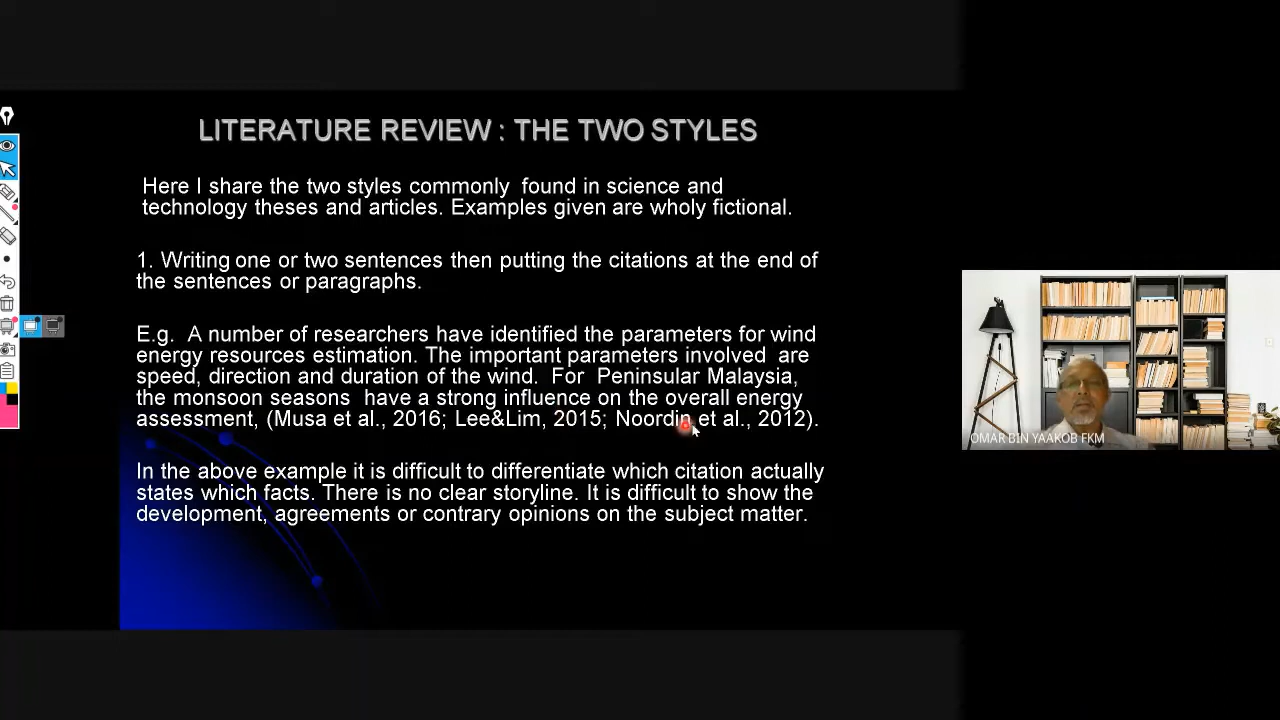 LITERATURE REVIEW : THE TWO STYLES
Here I share the two styles commonly found in science and
technology theses and articles. Examples given are wholy fictional.
1. Writing one or two sentences then putting the citations at the end of
the sentences or paragraphs.
E.g. A number of researchers have identified the parameters for wind
energy resources estimation. The important parameters involved are
speed, direction and duration of the wind. For Peninsular Malaysia,
the monsoon seasons have a strong influence on the overall energy
assessment, (Musa et al., 2016; Lee&Lim, 2015; Noordin et al., 2012).
In the above example it is difficult to differentiate which citation actually
states which facts. There is no clear storyline. It is difficult to show the
development, agreements or contrary opinions on the subject matter.
OMAR BIN YAAKOB FKM